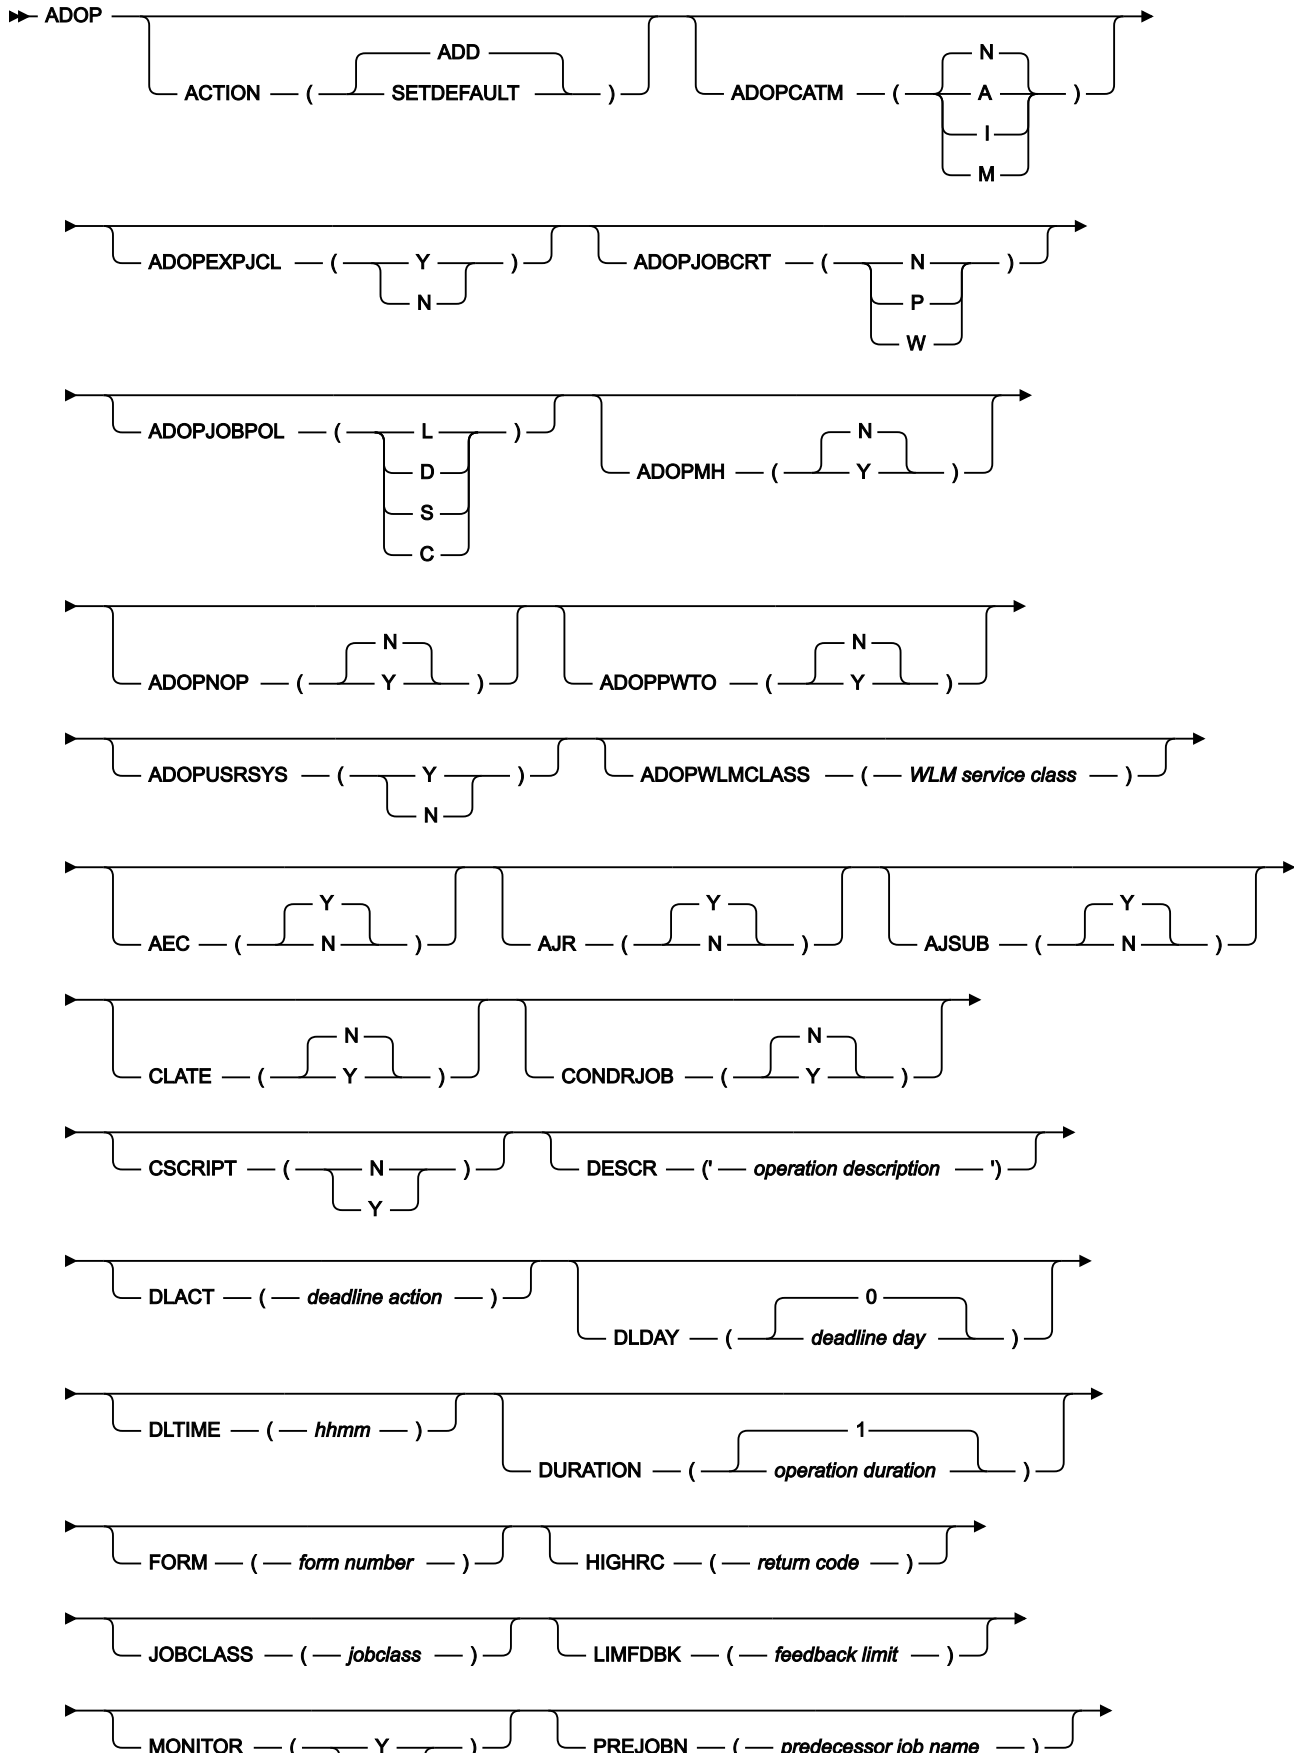 ADOP
ADD
ACTION ( SETDEFAULT )
N
ADOPCATM ( A )
I
M
ADOPEXPJCL ( Y )
N
ADOPJOBCRT ( N )
P
W
ADOPJOBPOL ( L )
D
S
C
N
ADOPMH ( Y )
N
ADOPNOP ( Y )
N
ADOPPWTO ( Y )
ADOPUSRSYS ( Y )
N
ADOPWLMCLASS ( WLM service class )
Y
AEC ( N )
Y
AJR ( N )
Y
AJSUB ( N )
N
CLATE ( Y )
N
CONDRJOB ( Y )
CSCRIPT ( N )
Y
DESCR (' operation description ')
DLACT ( deadline action )
0
DLDAY ( deadline day )
DLTIME ( hhmm )
1
DURATION ( operation duration )
FORM ( form number )
HIGHRC ( return code )
JOBCLASS ( jobclass )
LIMFDBK ( feedback limit )
MONITOR ( Y )
PREJOBN ( predecessor job name )